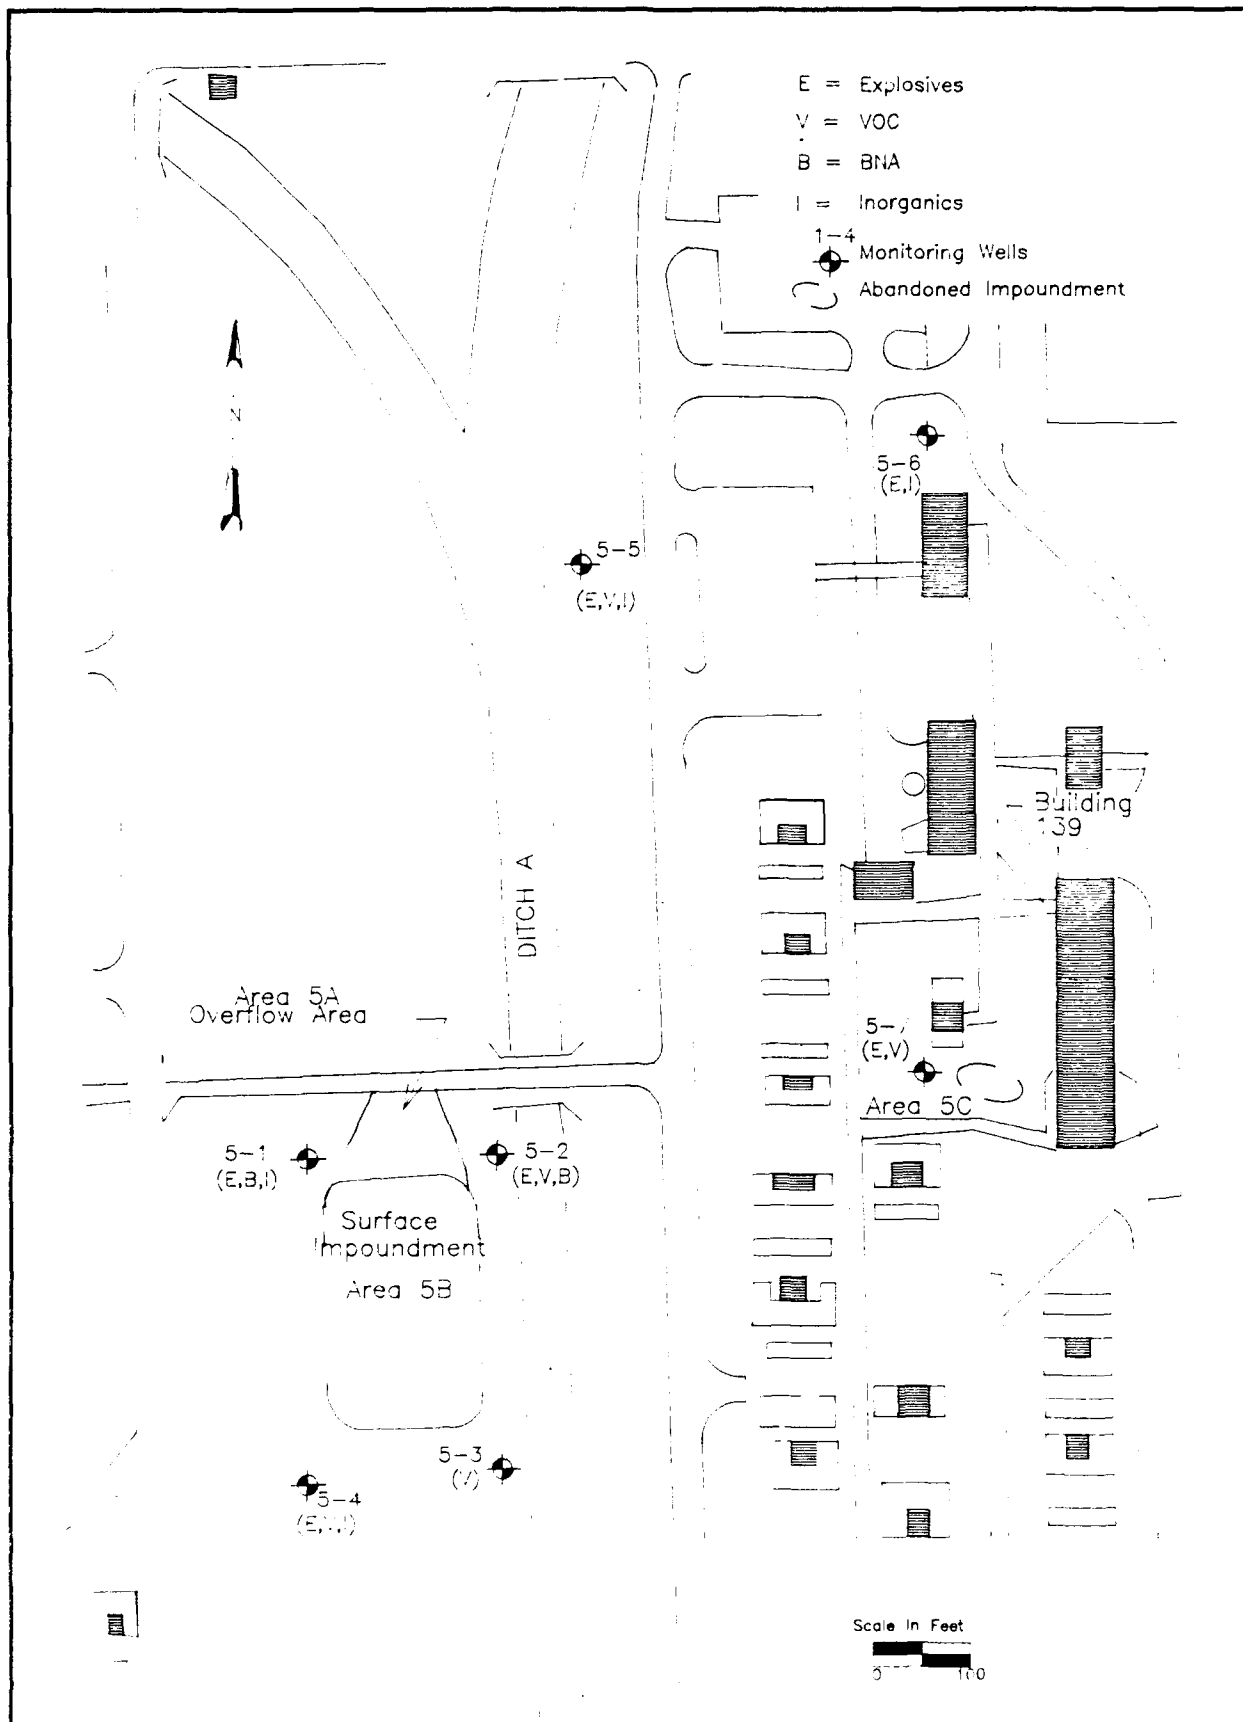 E = Explosives
V = VOC
B = BNA
I = Inorganics
1-4
Monitoring Wells
Abandoned Impoundment
N
5-6
(E,I)
5-5
(E,V,I)
Building
139
DITCH A
Area 5A
Overflow Area
5-7
(E,V)
Area 5C
5-1
(E,B,I)
5-2
(E,V,B)
Surface
Impoundment
Area 5B
5-3
(V)
5-4
(E,V,I)
Scale In Feet
0 100